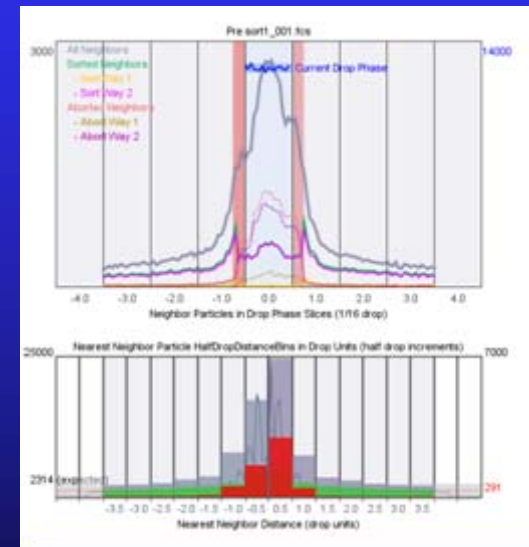 Pre sort1_001.fcs
3000
14000
All Neighbors
Sorted Neighbors
- Sort Way 1
- Sort Way 2
Aborted Neighbors
- Abort Way 1
- Abort Way 2
Current Drop Phase
-4.0 -3.0 -2.0 -1.0 0.0 1.0 2.0 3.0 4.0
Neighbor Particles in Drop Phase Slices (1/16 drop)
Nearest Neighbor Particle HalfDropDistanceBins in Drop Units (half drop increments)
25000
7000
2314 (expected)
291
-3.5 -3.0 -2.5 -2.0 -1.5 -1.0 -0.5 0.5 1.0 1.5 2.0 2.5 3.0 3.5
Nearest Neighbor Distance (drop units)